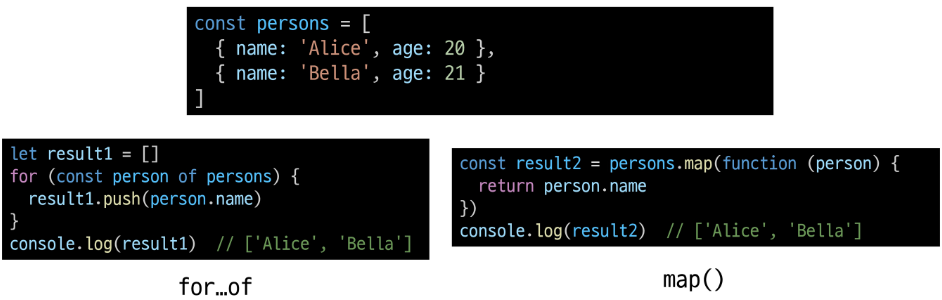 const persons = [
  { name: 'Alice', age: 20 },
  { name: 'Bella', age: 21 }
]
let result1 = []
for (const person of persons) {
  result1.push(person.name)
}
console.log(result1)  // ['Alice', 'Bella']
for…of
const result2 = persons.map(function (person) {
  return person.name
})
console.log(result2)  // ['Alice', 'Bella']
map()